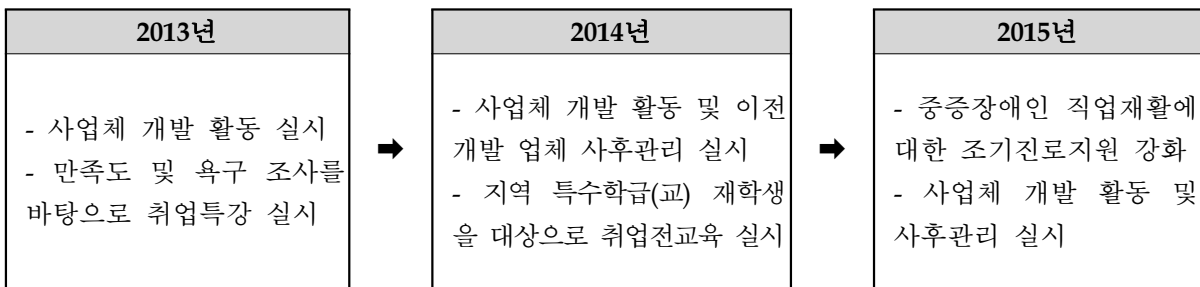 2013년
- 사업체 개발 활동 실시
- 만족도 및 욕구 조사를
바탕으로 취업특강 실시
➡
2014년
- 사업체 개발 활동 및 이전
개발 업체 사후관리 실시
- 지역 특수학급(교) 재학생
을 대상으로 취업전교육 실시
➡
2015년
- 중증장애인 직업재활에
대한 조기진로지원 강화
- 사업체 개발 활동 및
사후관리 실시